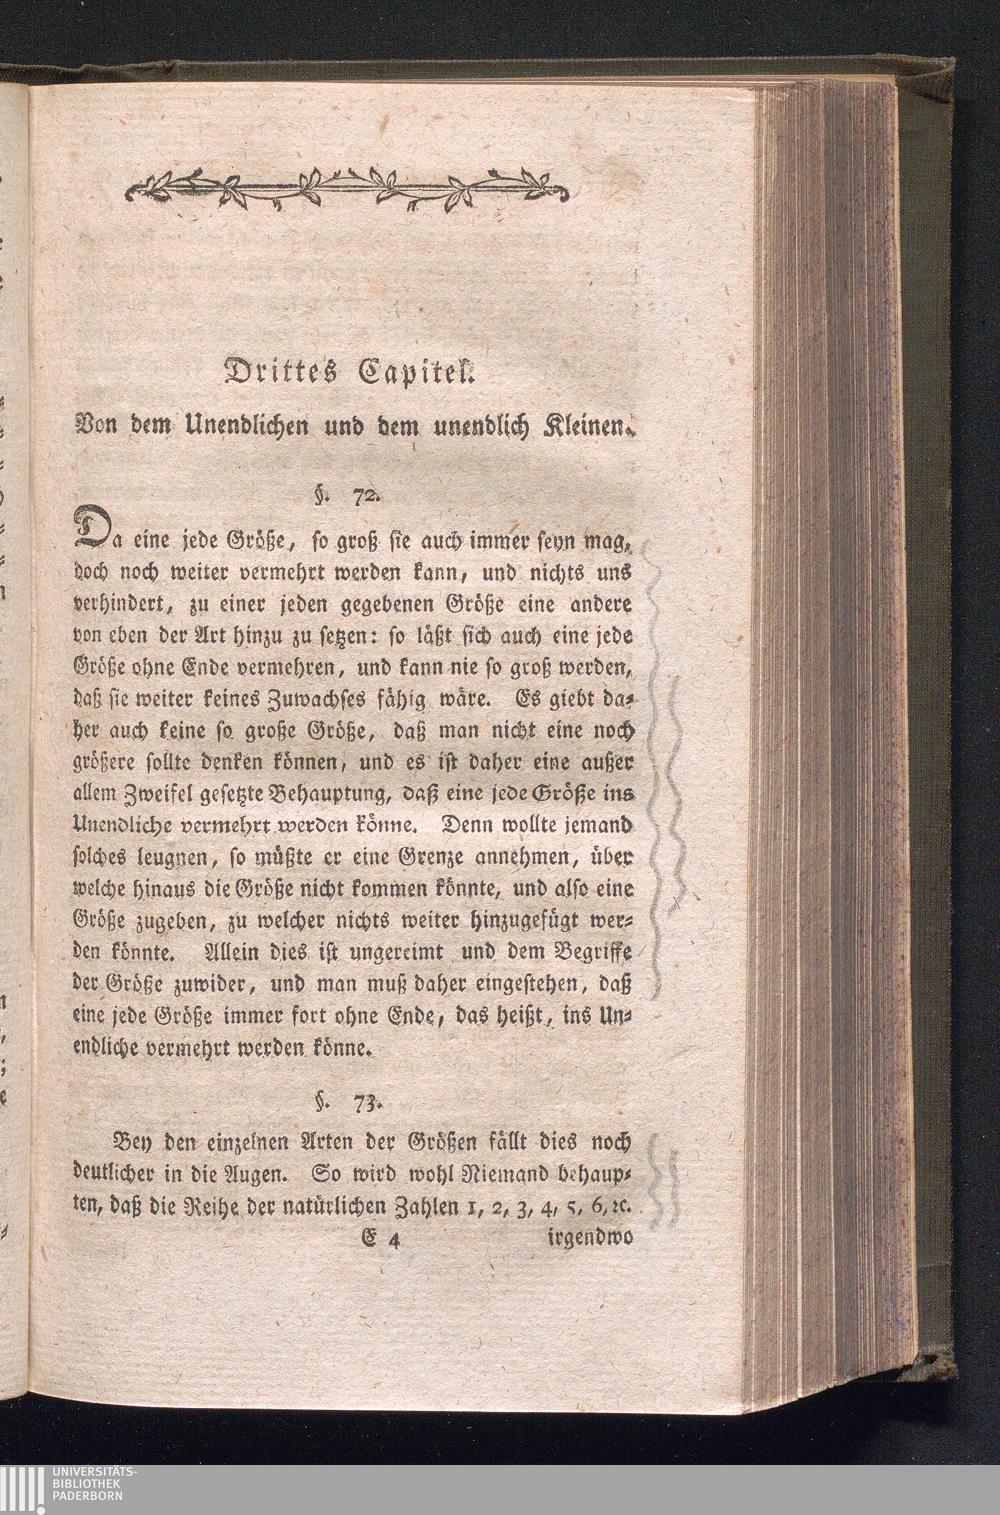 Drittes Capitel.
Von dem Unendlichen und dem unendlich Kleinen.
§. 72.
Da eine jede Größe, so groß sie auch immer seyn mag,
doch noch weiter vermehrt werden kann, und nichts uns
verhindert, zu einer jeden gegebenen Größe eine andere
von eben der Art hinzu zu setzen: so läßt sich auch eine jede
Größe ohne Ende vermehren, und kann nie so groß werden,
daß sie weiter keines Zuwachses fähig wäre. Es giebt da-
her auch keine so große Größe, daß man nicht eine noch
größere sollte denken können, und es ist daher eine außer
allem Zweifel gesetzte Behauptung, daß eine jede Größe ins
Unendliche vermehrt werden könne. Denn wollte jemand
solches leugnen, so müßte er eine Grenze annehmen, über
welche hinaus die Größe nicht kommen könnte, und also eine
Größe zugeben, zu welcher nichts weiter hinzugefügt wer-
den könnte. Allein dies ist ungereimt und dem Begriffe
der Größe zuwider, und man muß daher eingestehen, daß
eine jede Größe immer fort ohne Ende, das heißt, ins Un-
endliche vermehrt werden könne.
§. 73.
Bey den einzelnen Arten der Größen fällt dies noch
deutlicher in die Augen. So wird wohl Niemand behaup-
ten, daß die Reihe der natürlichen Zahlen 1, 2, 3, 4, 5, 6, ꝛc.
E 4 irgendwo
UNIVERSITÄTS-
BIBLIOTHEK
PADERBORN